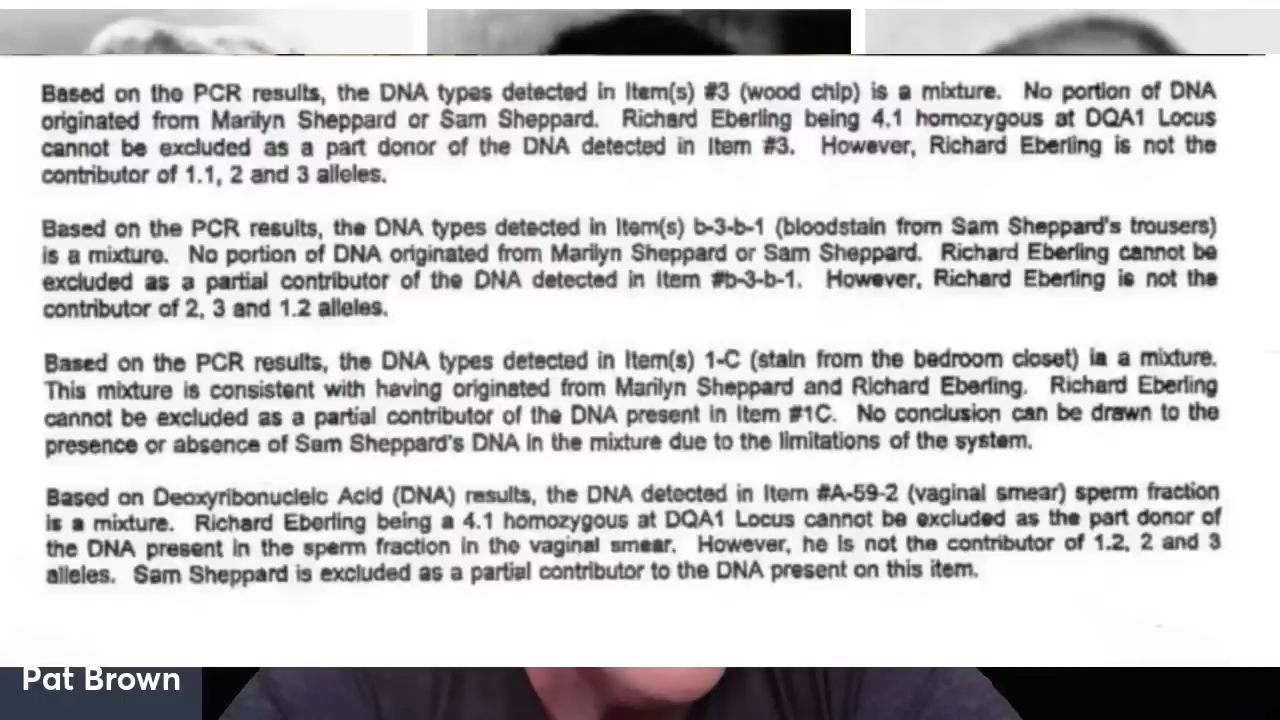 Based on the PCR results, the DNA types detected in Item(s) #3 (wood chip) is a mixture. No portion of DNA
originated from Marilyn Sheppard or Sam Sheppard. Richard Eberling being 4.1 homozygous at DQA1 Locus
cannot be excluded as a part donor of the DNA detected in Item #3. However, Richard Eberling is not the
contributor of 1.1, 2 and 3 alleles.
Based on the PCR results, the DNA types detected in Item(s) b-3-b-1 (bloodstain from Sam Sheppard's trousers)
is a mixture. No portion of DNA originated from Marilyn Sheppard or Sam Sheppard. Richard Eberling cannot be
excluded as a partial contributor of the DNA detected in Item #b-3-b-1. However, Richard Eberling is not the
contributor of 2, 3 and 1.2 alleles.
Based on the PCR results, the DNA types detected in Item(s) 1-C (stain from the bedroom closet) is a mixture.
This mixture is consistent with having originated from Marilyn Sheppard and Richard Eberling. Richard Eberling
cannot be excluded as a partial contributor of the DNA present in Item #1C. No conclusion can be drawn to the
presence or absence of Sam Sheppard's DNA in the mixture due to the limitations of the system.
Based on Deoxyribonucleic Acid (DNA) results, the DNA detected in Item #A-59-2 (vaginal smear) sperm fraction
is a mixture. Richard Eberling being a 4.1 homozygous at DQA1 Locus cannot be excluded as the part donor of
the DNA present in the sperm fraction in the vaginal smear. However, he is not the contributor of 1.2, 2 and 3
alleles. Sam Sheppard is excluded as a partial contributor to the DNA present on this item.
Pat Brown